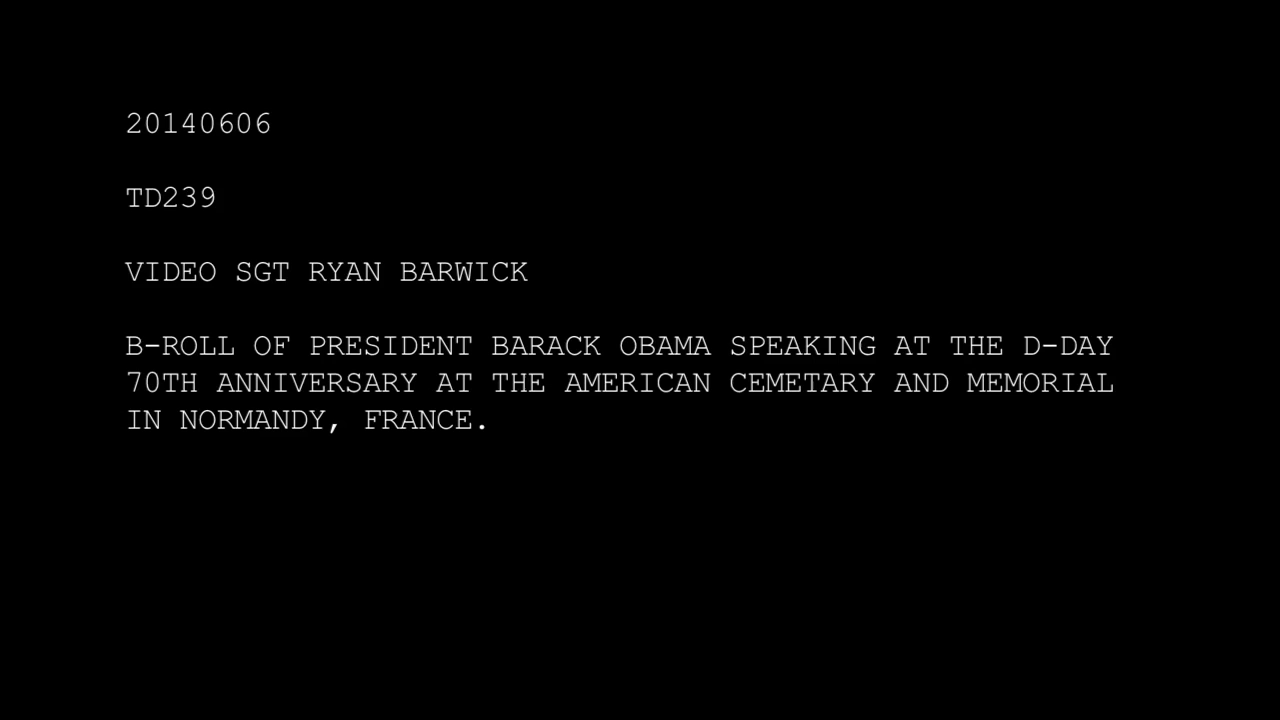 20140606
TD239
VIDEO SGT RYAN BARWICK
B-ROLL OF PRESIDENT BARACK OBAMA SPEAKING AT THE D-DAY
70TH ANNIVERSARY AT THE AMERICAN CEMETARY AND MEMORIAL
IN NORMANDY, FRANCE.